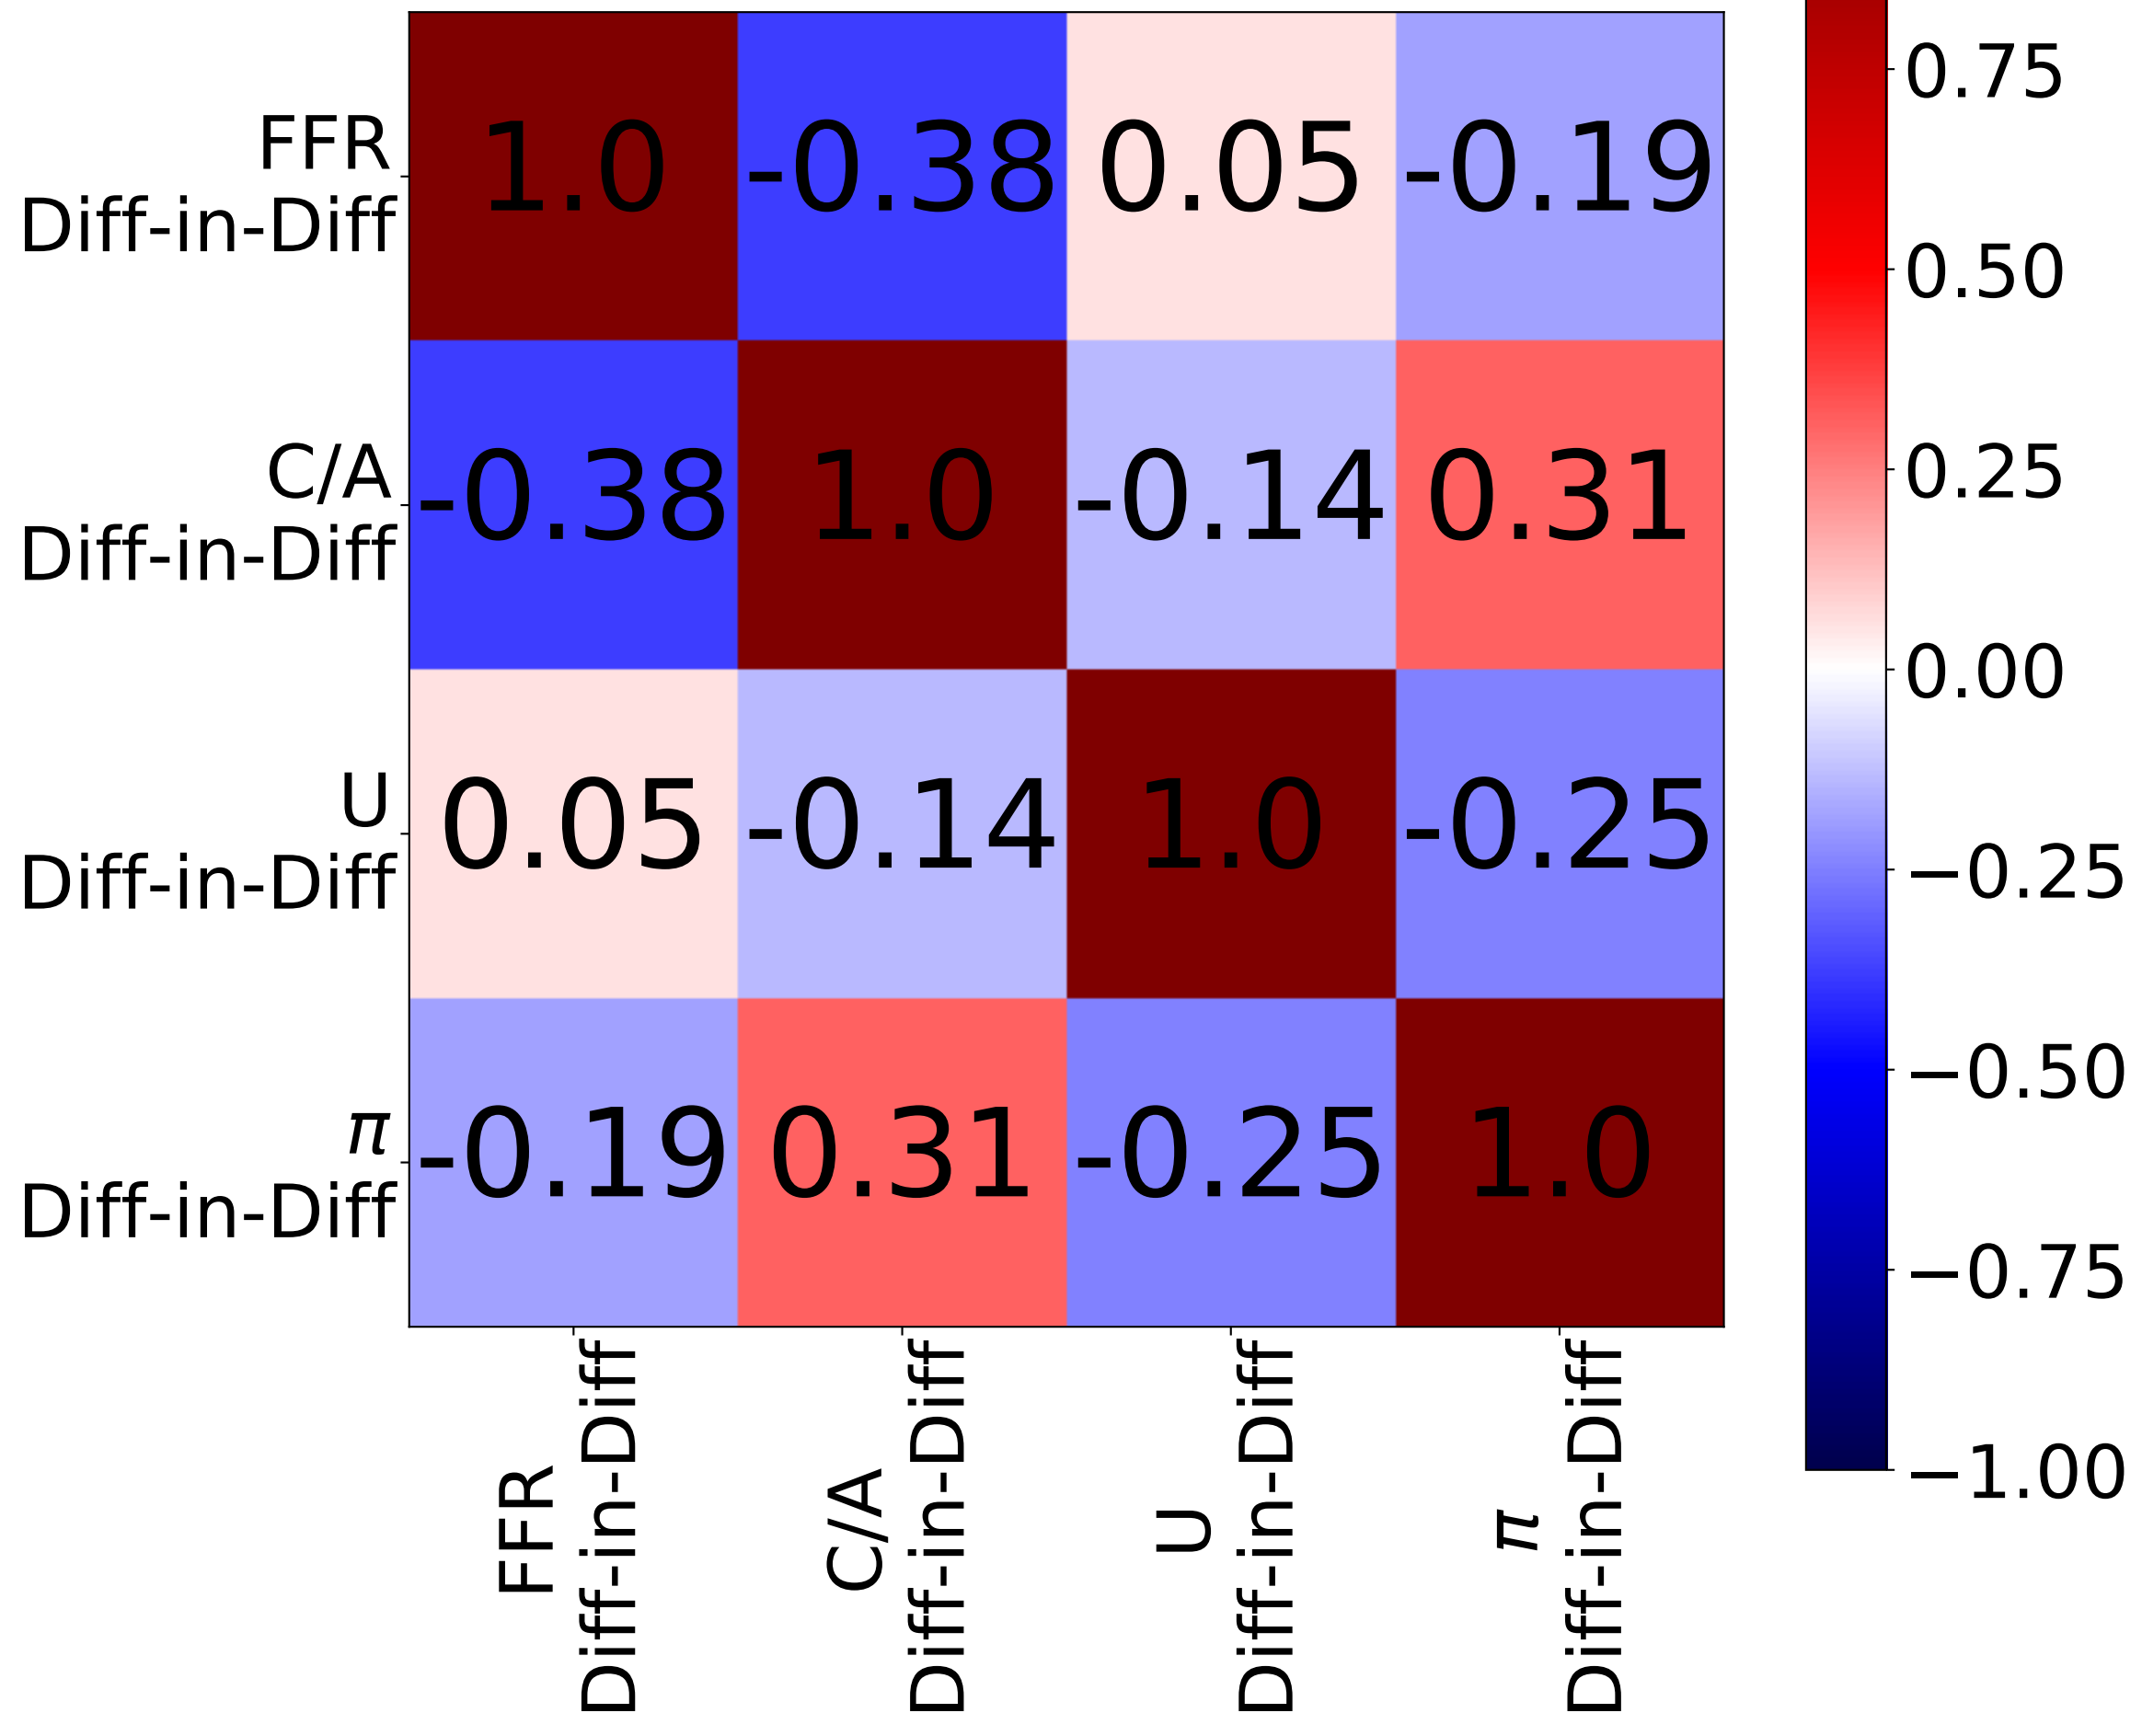 FFR
Diff-in-Diff
1.0 -0.38 0.05 -0.19
C/A
Diff-in-Diff
-0.38 1.0 -0.14 0.31
U
Diff-in-Diff
0.05 -0.14 1.0 -0.25
π
Diff-in-Diff
-0.19 0.31 -0.25 1.0
FFR
Diff-in-Diff
C/A
Diff-in-Diff
U
Diff-in-Diff
π
Diff-in-Diff
0.75
0.50
0.25
0.00
−0.25
−0.50
−0.75
−1.00